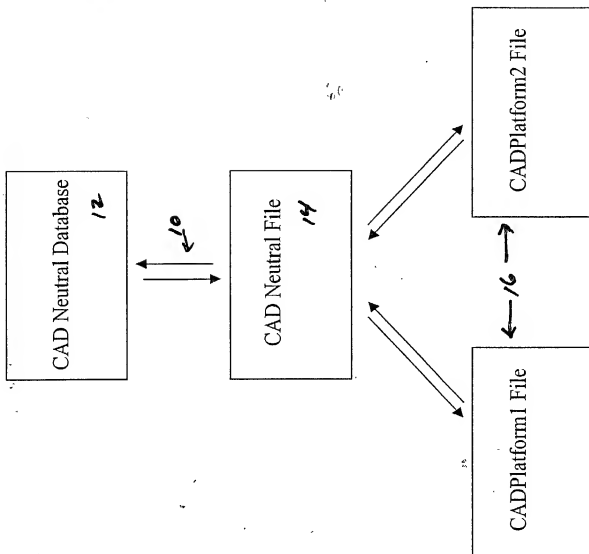 CAD Neutral Database
12
10
CAD Neutral File
14
CADPlatform1 File
16
CADPlatform2 File